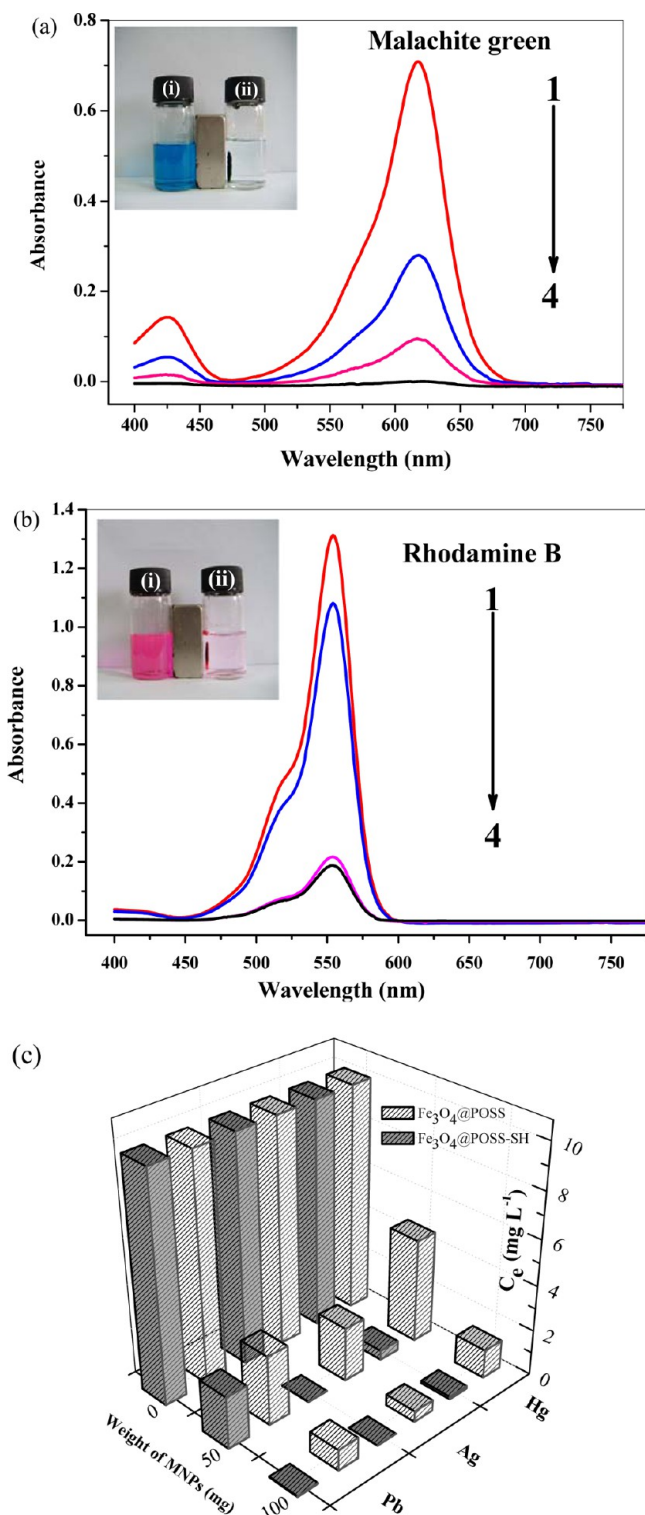 (a)
Malachite green
(i)
(ii)
1
4
0.8
0.6
0.4
0.2
0.0
Absorbance
400 450 500 550 600 650 700 750
Wavelength (nm)
(b)
Rhodamine B
(i)
(ii)
1
4
1.4
1.2
1.0
0.8
0.6
0.4
0.2
0.0
Absorbance
400 450 500 550 600 650 700 750
Wavelength (nm)
(c)
Fe₃O₄@POSS
Fe₃O₄@POSS-SH
10
8
6
4
2
0
Cₑ (mg L⁻¹)
Hg
Ag
Pb
0
50
100
Weight of MNPs (mg)